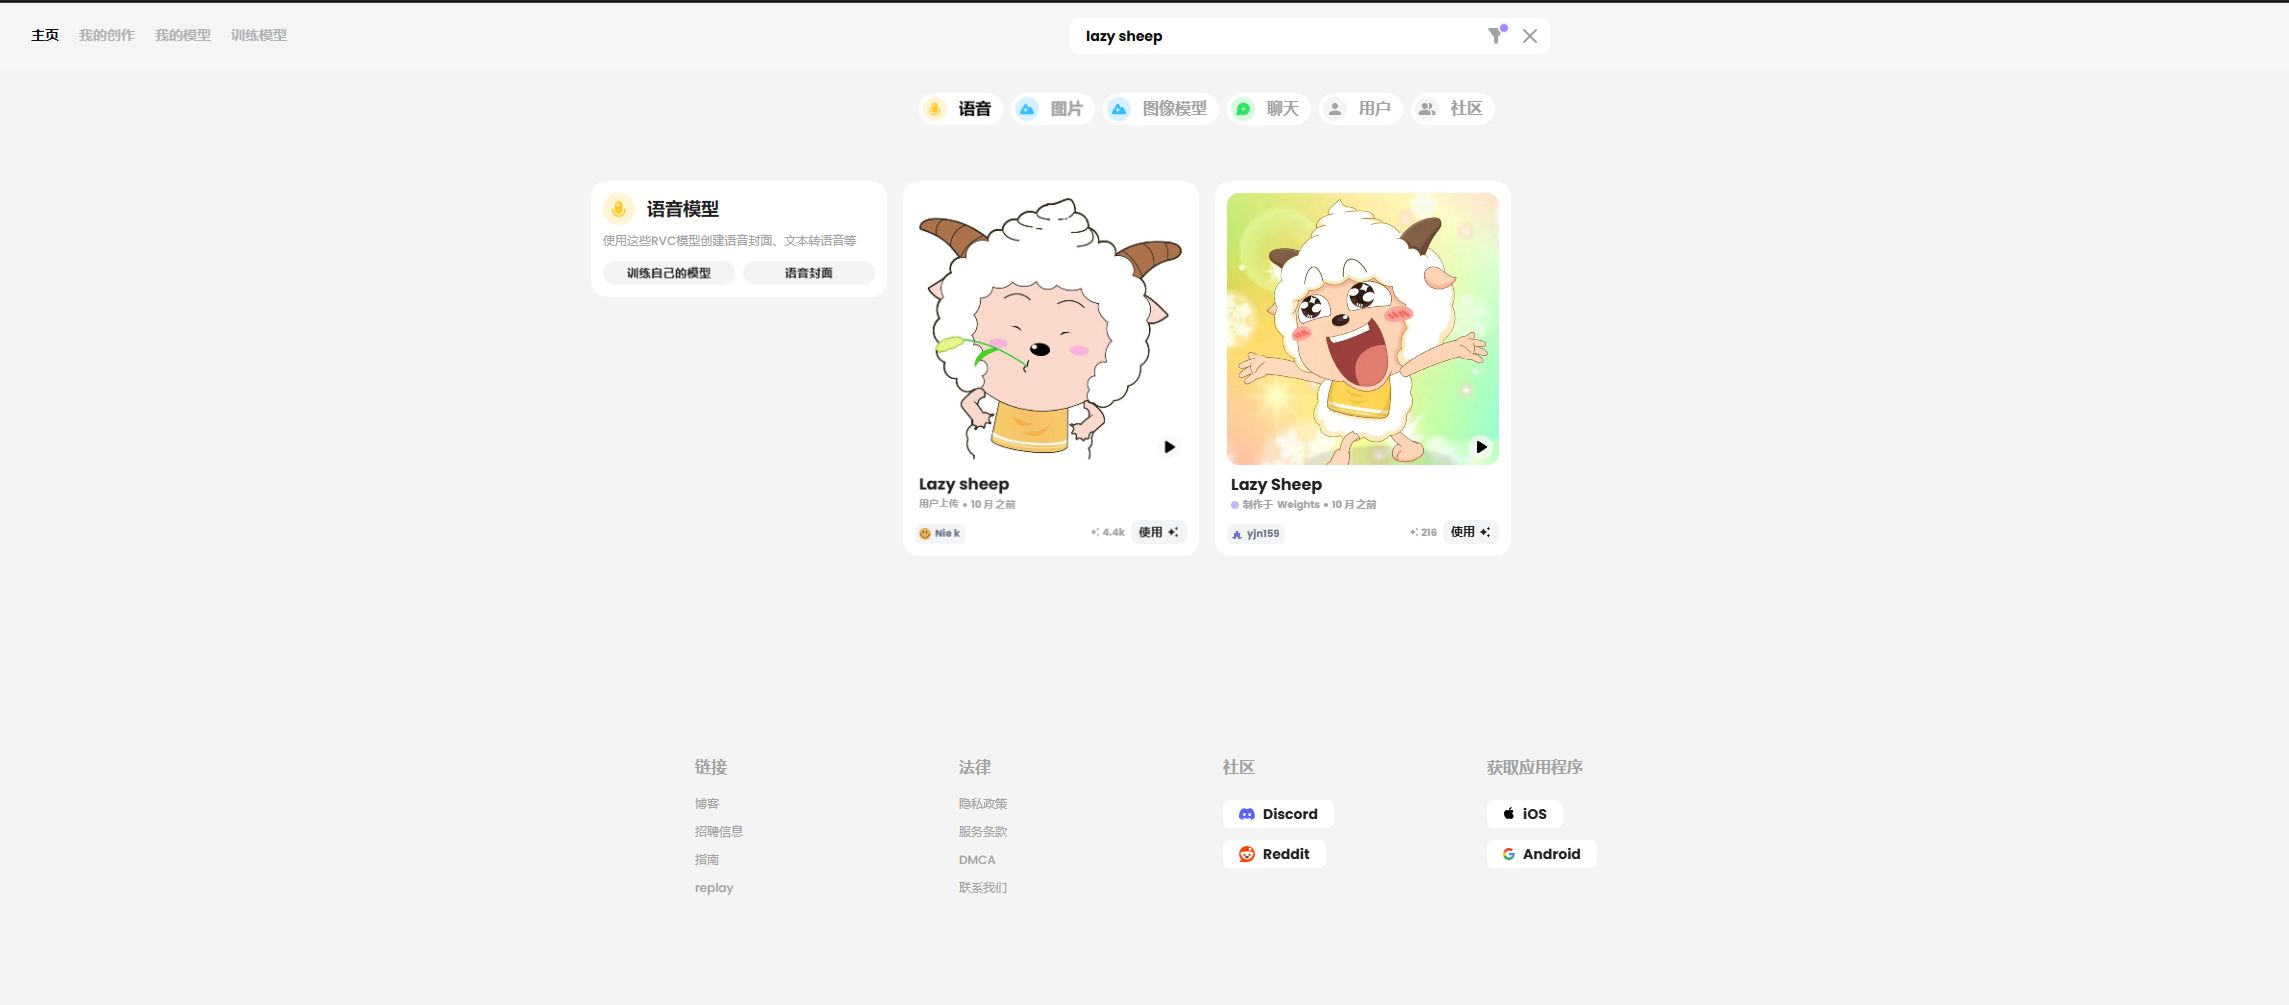 主页 我的创作 我的模型 训练模型 lazy sheep
语音 图片 图像模型 聊天 用户 社区
语音模型
使用这些RVC模型创建语音封面、文本转语音等
训练自己的模型 语音封面
Lazy sheep
用户上传 • 10 月 之前
Nio k 4.4k 使用
Lazy Sheep
制作于 Weights • 10 月 之前
yjn159 216 使用
链接
博客
招聘信息
指南
replay
法律
隐私政策
服务条款
DMCA
联系我们
社区
Discord
Reddit
获取应用程序
iOS
Android